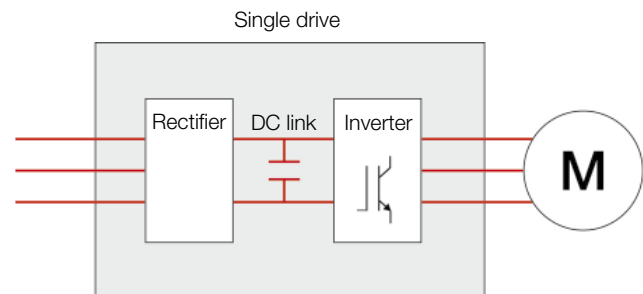 Single drive
Rectifier
DC link
Inverter
M